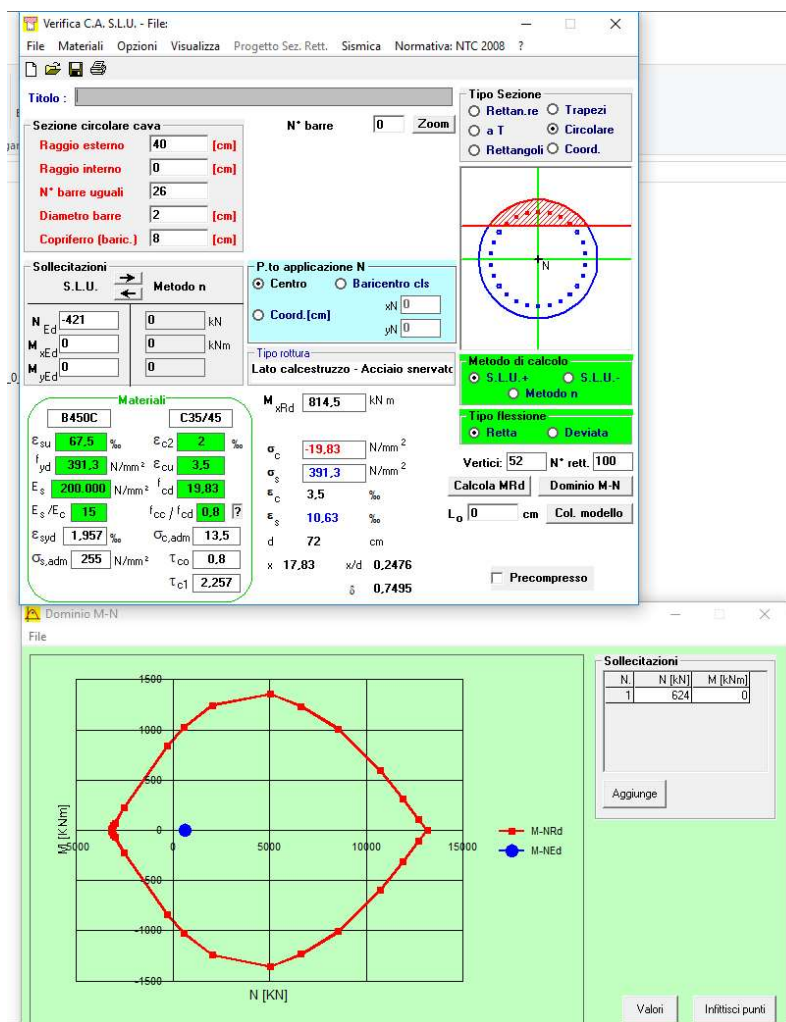 Verifica C.A. S.L.U. - File:
File Materiali Opzioni Visualizza Progetto Sez. Rett. Sismica Normativa: NTC 2008 ?
Titolo :
Tipo Sezione
Rettan.re Trapezi
a T Circolare
Rettangoli Coord.
Sezione circolare cava
N* barre 0 Zoom
Raggio esterno 40 [cm]
Raggio interno 0 [cm]
N* barre uguali 26
Diametro barre 2 [cm]
Copriferro (baric.) 8 [cm]
N
Sollecitazioni
S.L.U. Metodo n
N Ed -421 0 kN
M xEd 0 0 kNm
M yEd 0 0
P.to applicazione N
Centro Baricentro cls
Coord.[cm] xN 0
yN 0
Tipo rottura
Lato calcestruzzo - Acciaio snervato
Metodo di calcolo
S.L.U.+ S.L.U.-
Metodo n
Tipo flessione
Retta Deviata
Materiali
B450C C35/45
εsu 67,5 ‰ εc2 2 ‰
fyd 391,3 N/mm² εcu 3,5
Es 200.000 N/mm² fcd 19,83
Es /Ec 15 fcc / fcd 0,8 ?
εsyd 1,957 ‰ σc,adm 13,5
σs,adm 255 N/mm² τco 0,8
τc1 2,257
M xRd 814,5 kN m
σc -19,83 N/mm²
σs 391,3 N/mm²
εc 3,5 ‰
εs 10,63 ‰
d 72 cm
x 17,83 x/d 0,2476
δ 0,7495
Vertici: 52 N* rett. 100
Calcola MRd Dominio M-N
Lo 0 cm Col. modello
Precompresso
Dominio M-N
File
1500
1000
500
0
-5000 0 5000 10000 15000
-500
-1000
-1500
M [KNm]
N [KN]
M-NRd
M-NEd
Sollecitazioni
N. N [kN] M [kNm]
1 624 0
Aggiunge
Valori Infittisci punti